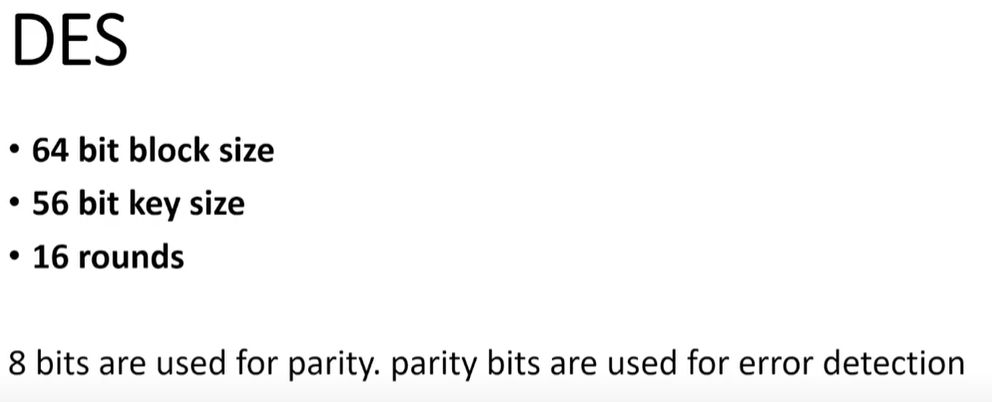 DES
• 64 bit block size
• 56 bit key size
• 16 rounds
8 bits are used for parity. parity bits are used for error detection